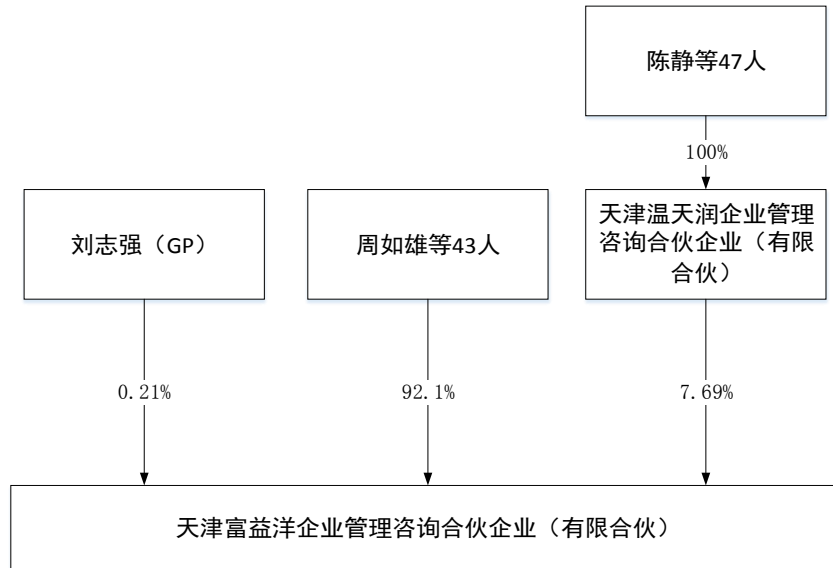 陈静等47人
100%
刘志强（GP）
周如雄等43人
天津温天润企业管理
咨询合伙企业（有限
合伙）
0.21%
92.1%
7.69%
天津富益洋企业管理咨询合伙企业（有限合伙）